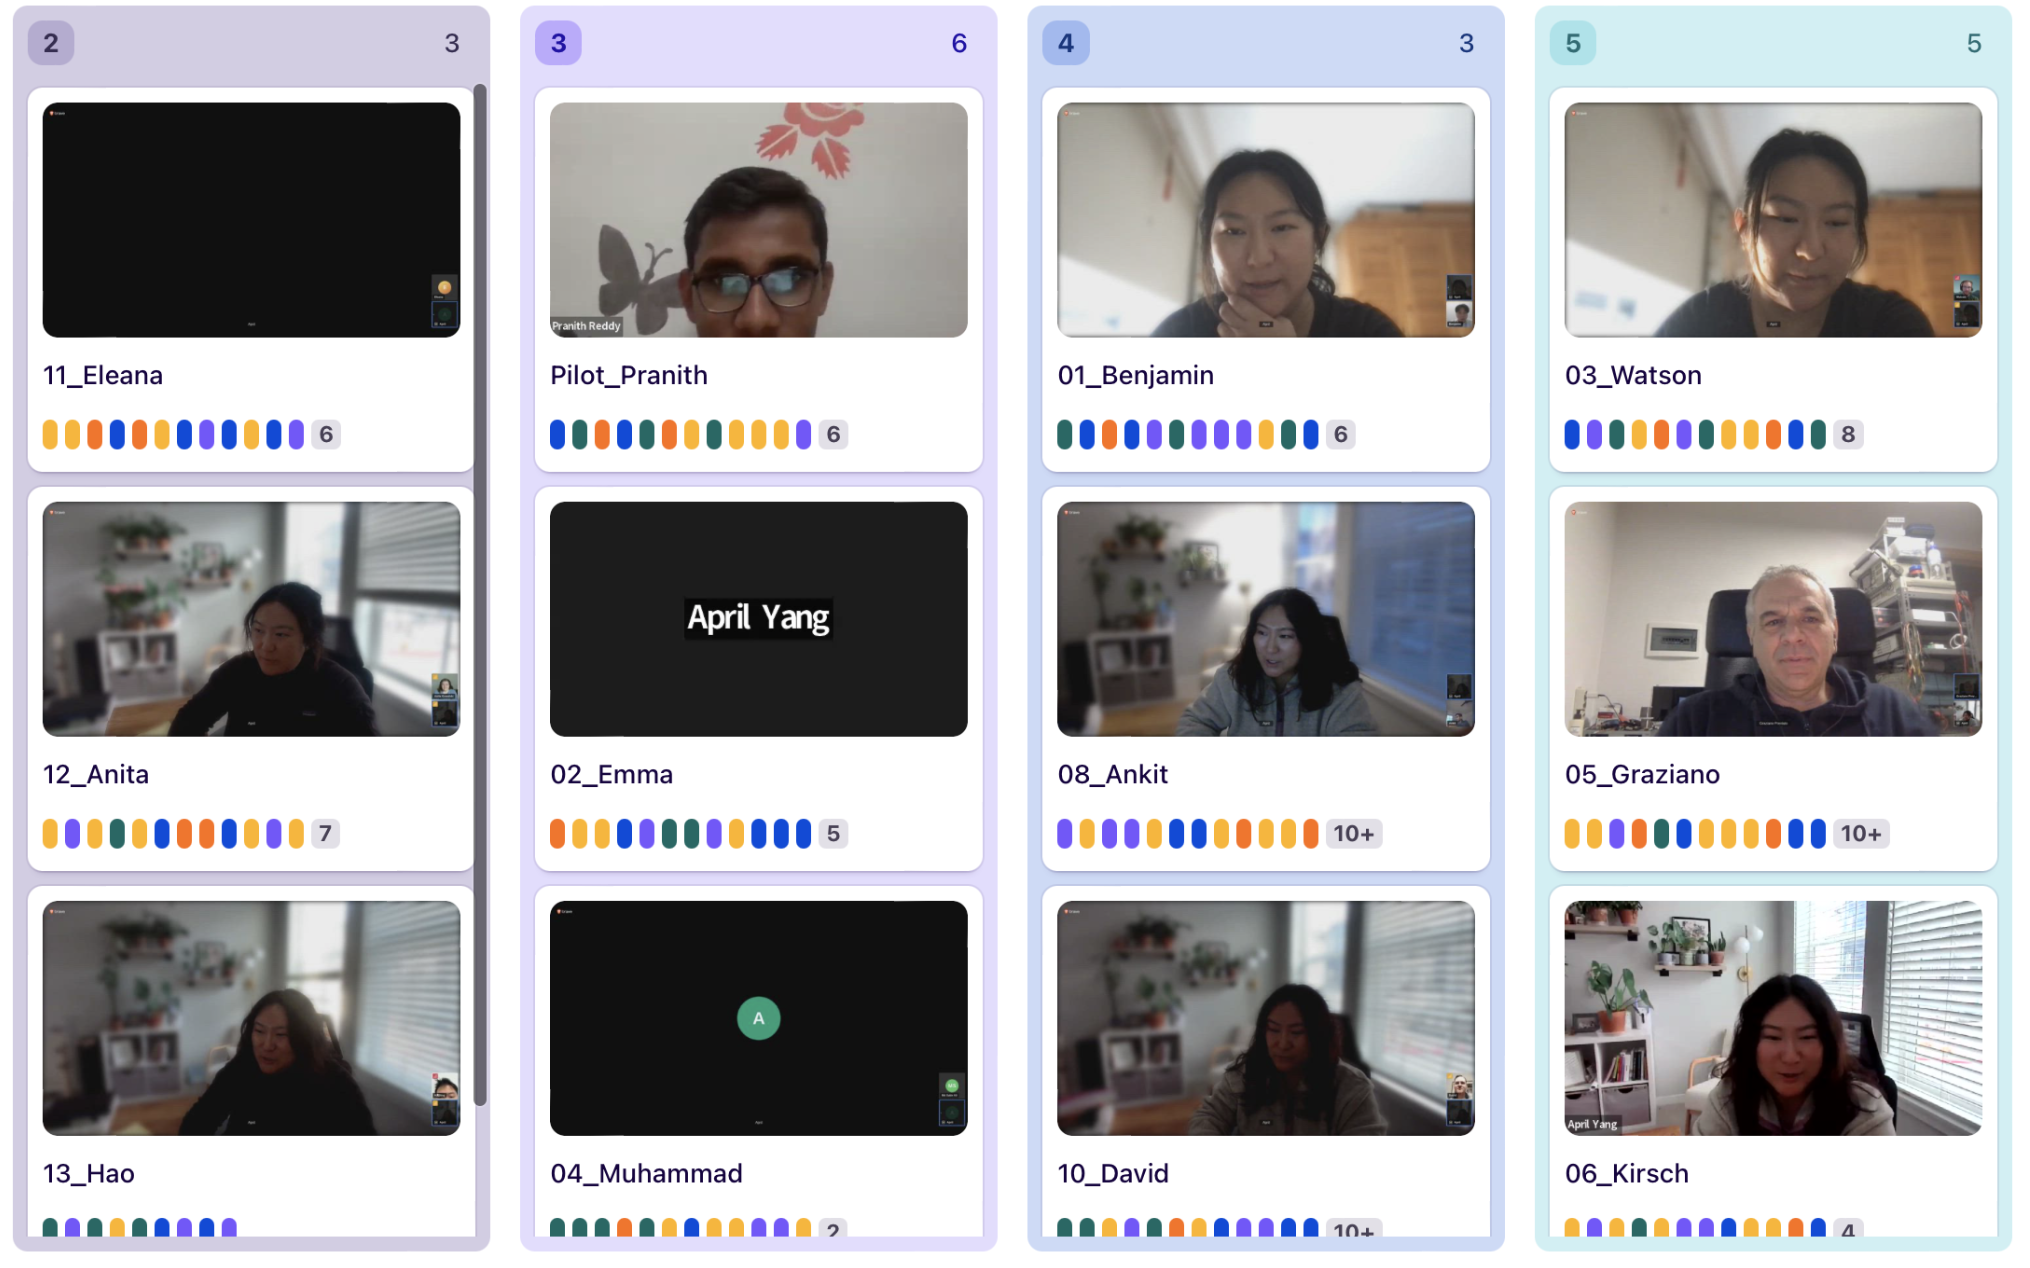 2
3
11_Eleana
6
12_Anita
7
13_Hao
3
6
Pranith Reddy
Pilot_Pranith
6
April Yang
02_Emma
5
A
04_Muhammad
2
4
3
01_Benjamin
6
08_Ankit
10+
10_David
10+
5
5
03_Watson
8
05_Graziano
10+
April Yang
06_Kirsch
4